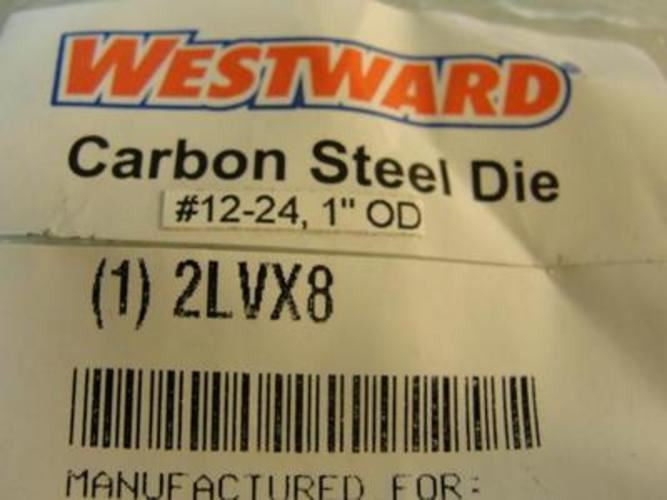 WESTWARD
Carbon Steel Die
#12-24, 1" OD
(1) 2LVX8
MANUFACTURED FOR: